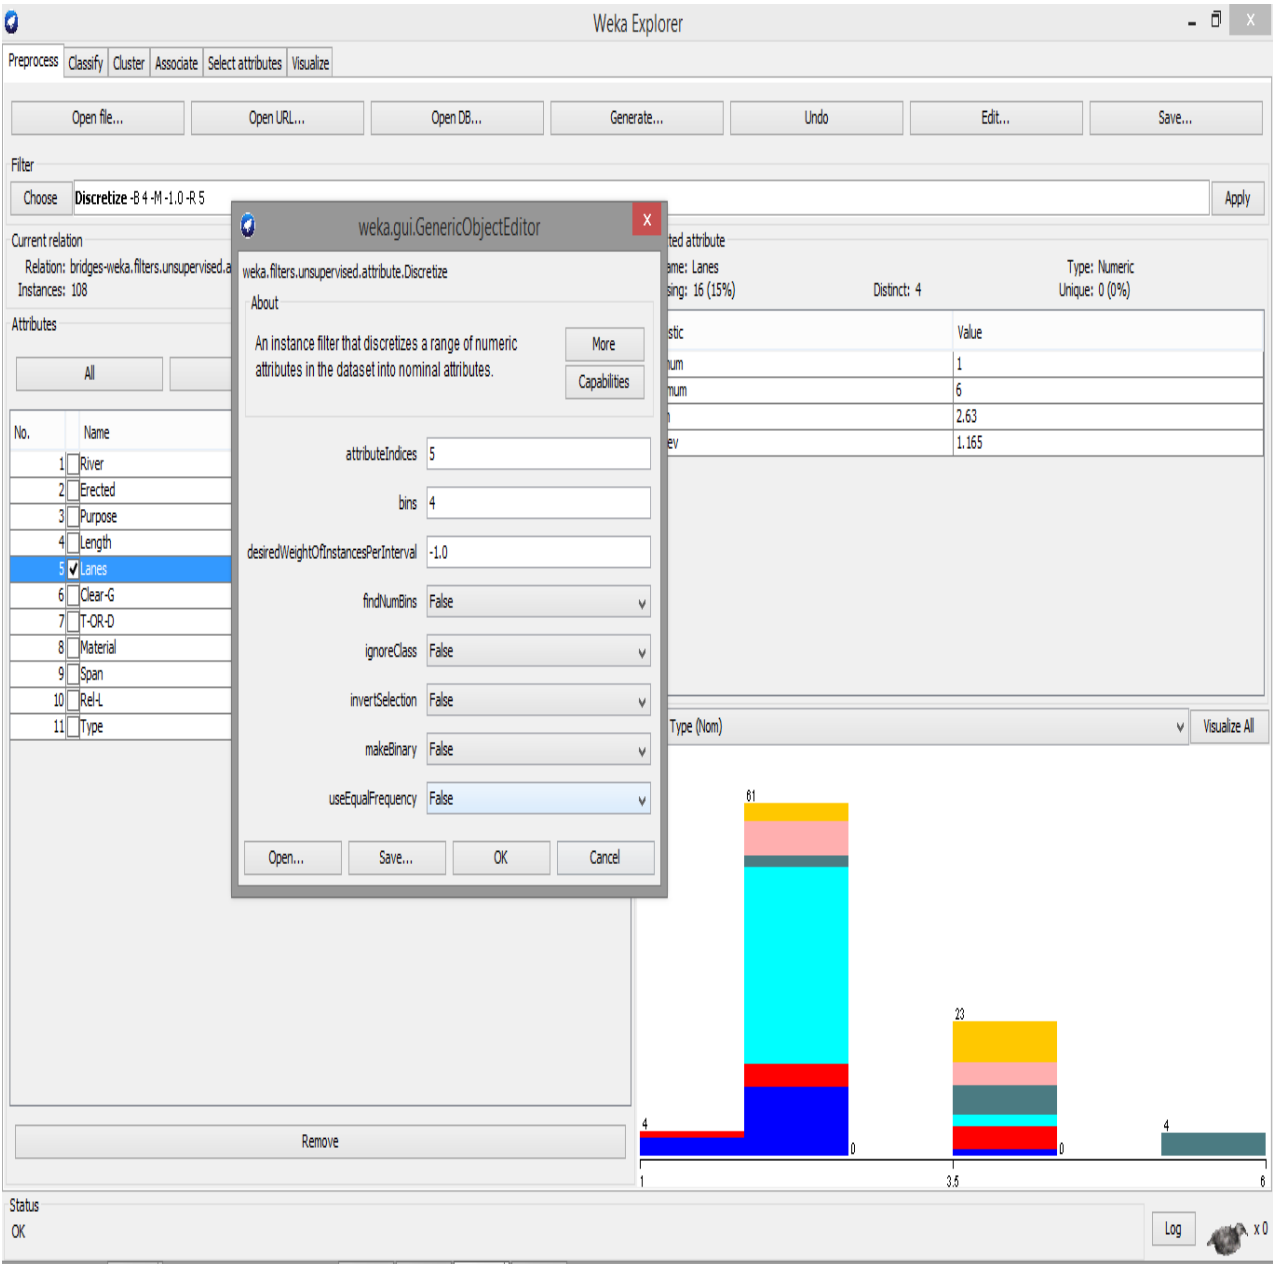 Weka Explorer
Preprocess Classify Cluster Associate Select attributes Visualize
Open file... Open URL... Open DB... Generate... Undo Edit... Save...
Filter
Choose Discretize -B 4 -M -1.0 -R 5 Apply
Current relation
Relation: bridges-weka.filters.unsupervised.a
Instances: 108
Attributes
All
No. Name
1 River
2 Erected
3 Purpose
4 Length
5 Lanes
6 Clear-G
7 T-OR-D
8 Material
9 Span
10 Rel-L
11 Type
Remove
weka.gui.GenericObjectEditor
weka.filters.unsupervised.attribute.Discretize
About
An instance filter that discretizes a range of numeric
attributes in the dataset into nominal attributes.
More
Capabilities
attributeIndices 5
bins 4
desiredWeightOfInstancesPerInterval -1.0
findNumBins False
ignoreClass False
invertSelection False
makeBinary False
useEqualFrequency False
Open... Save... OK Cancel
ted attribute
ame: Lanes Type: Numeric
sing: 16 (15%) Distinct: 4 Unique: 0 (0%)
stic Value
um 1
mum 6
2.63
ev 1.165
Type (Nom) Visualize All
61
23
4 0 0 4
1 3.5 6
Status
OK
Log x 0